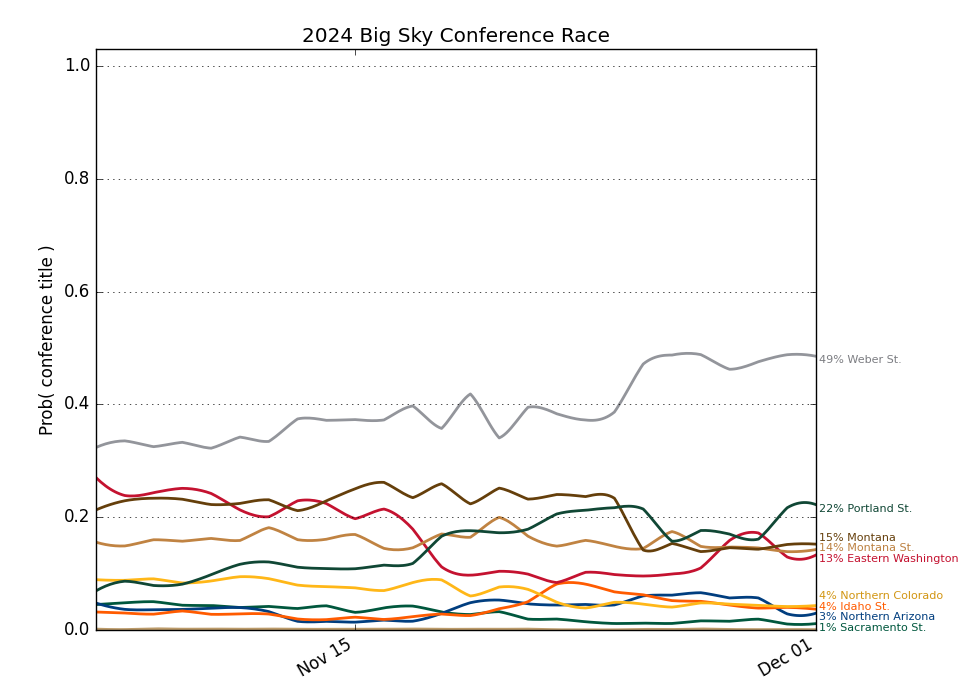 2024 Big Sky Conference Race
Prob( conference title )
1.0
0.8
0.6
0.4
0.2
0.0
Nov 15
Dec 01
49% Weber St.
22% Portland St.
15% Montana
14% Montana St.
13% Eastern Washington
4% Northern Colorado
4% Idaho St.
3% Northern Arizona
1% Sacramento St.